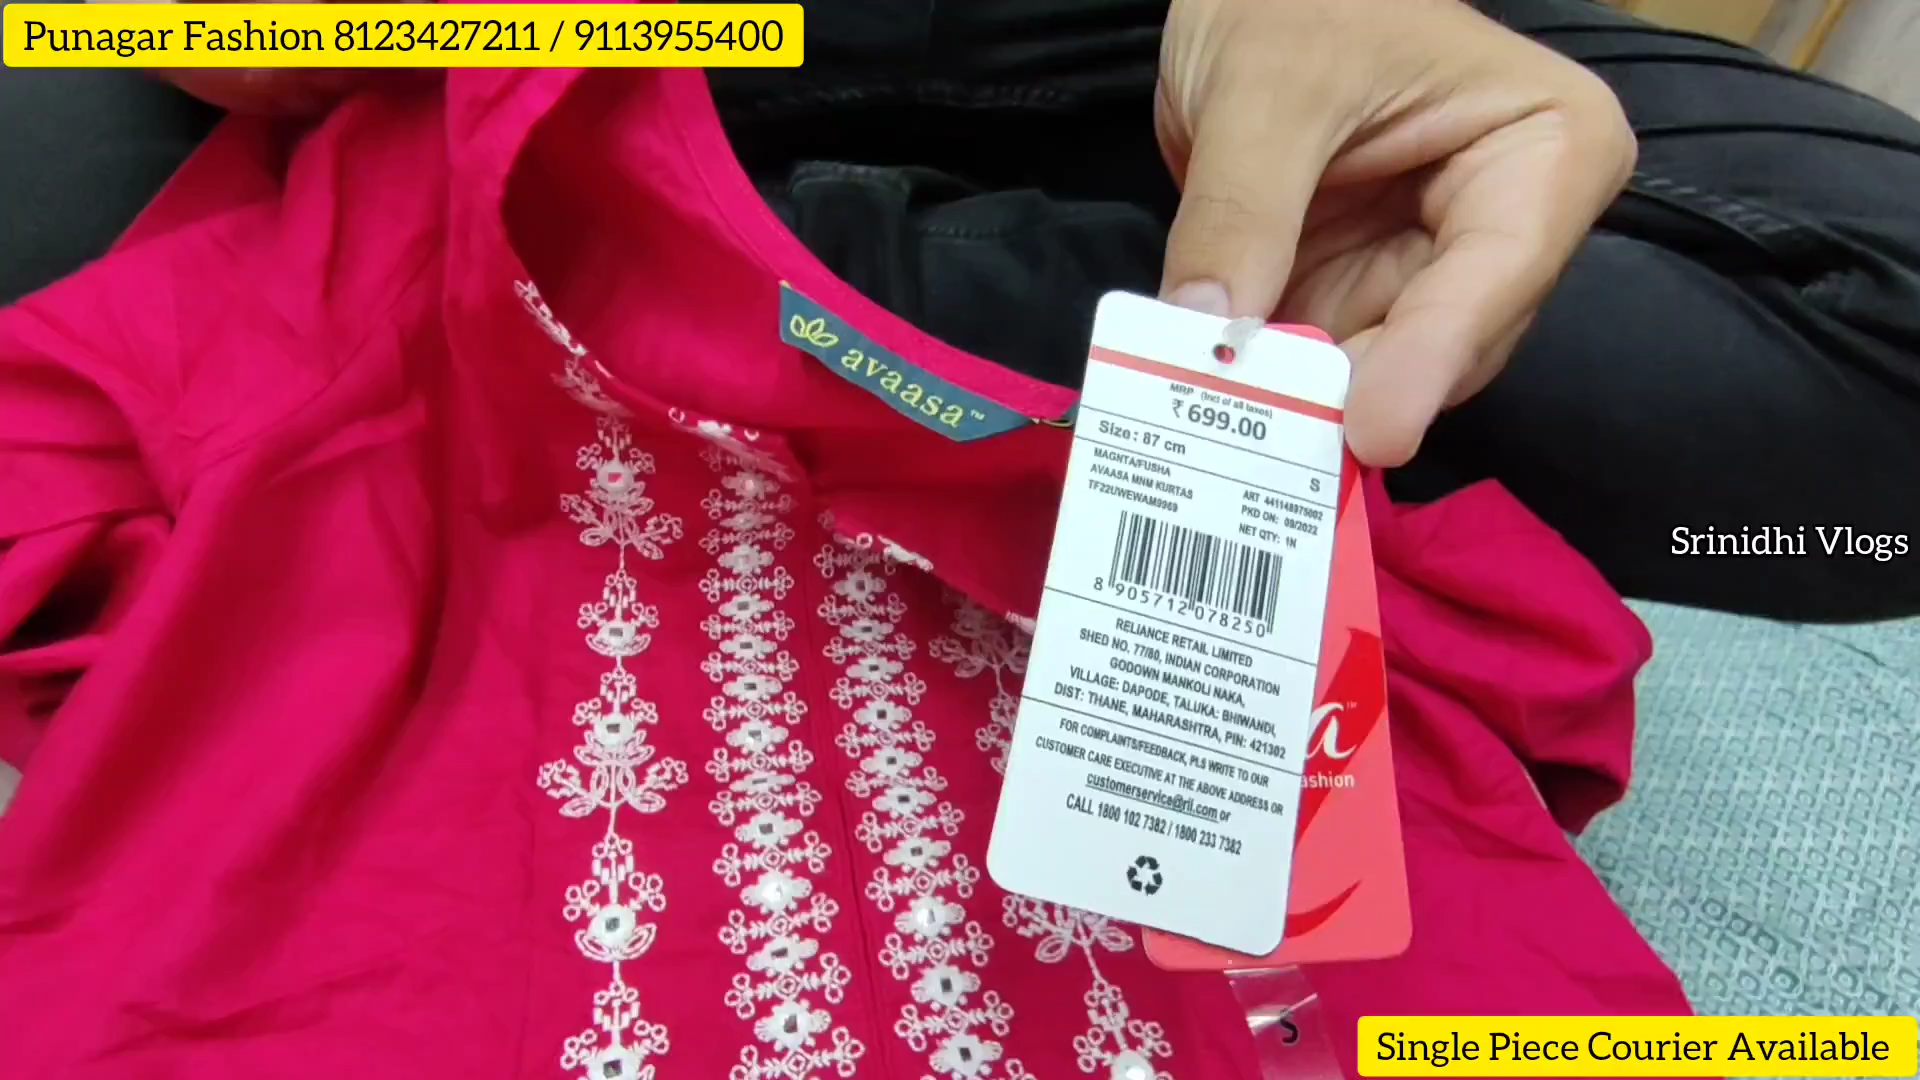 Punagar Fashion 8123427211 / 9113955400
avaasa™
MRP (Incl of all taxes)
₹ 699.00
Size : 87 cm
S
MAGNTA/FUSHA
AVAASA MNM KURTAS
TF22UWEWAM9969
ART 441148975002
PKD ON: 09/2022
NET QTY: 1N
8 905712 078250
RELIANCE RETAIL LIMITED
SHED NO. 77/80, INDIAN CORPORATION
GODOWN MANKOLI NAKA,
VILLAGE: DAPODE, TALUKA: BHIWANDI,
DIST: THANE, MAHARASHTRA, PIN: 421302
FOR COMPLAINTS/FEEDBACK, PLS WRITE TO OUR
CUSTOMER CARE EXECUTIVE AT THE ABOVE ADDRESS OR
customerservice@ril.com or
CALL 1800 102 7382 / 1800 233 7382
a™
ashion
Srinidhi Vlogs
S
Single Piece Courier Available